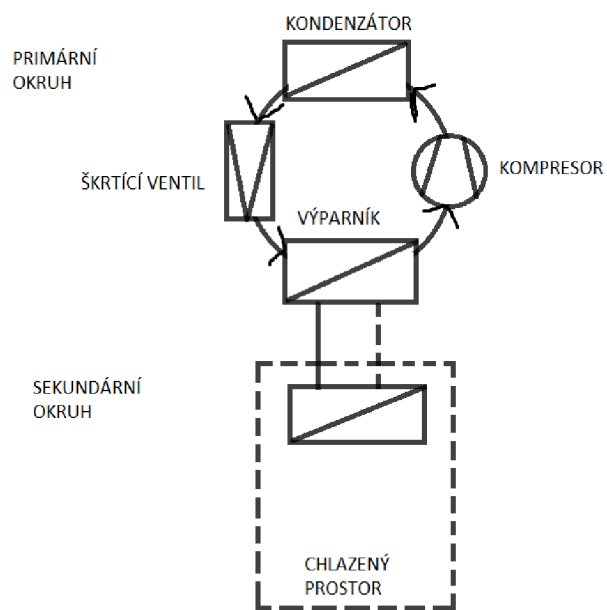 KONDENZÁTOR
PRIMÁRNÍ
OKRUH
KOMPRESOR
ŠKRTÍCÍ VENTIL
VÝPARNÍK
SEKUNDÁRNÍ
OKRUH
CHLAZENÝ
PROSTOR